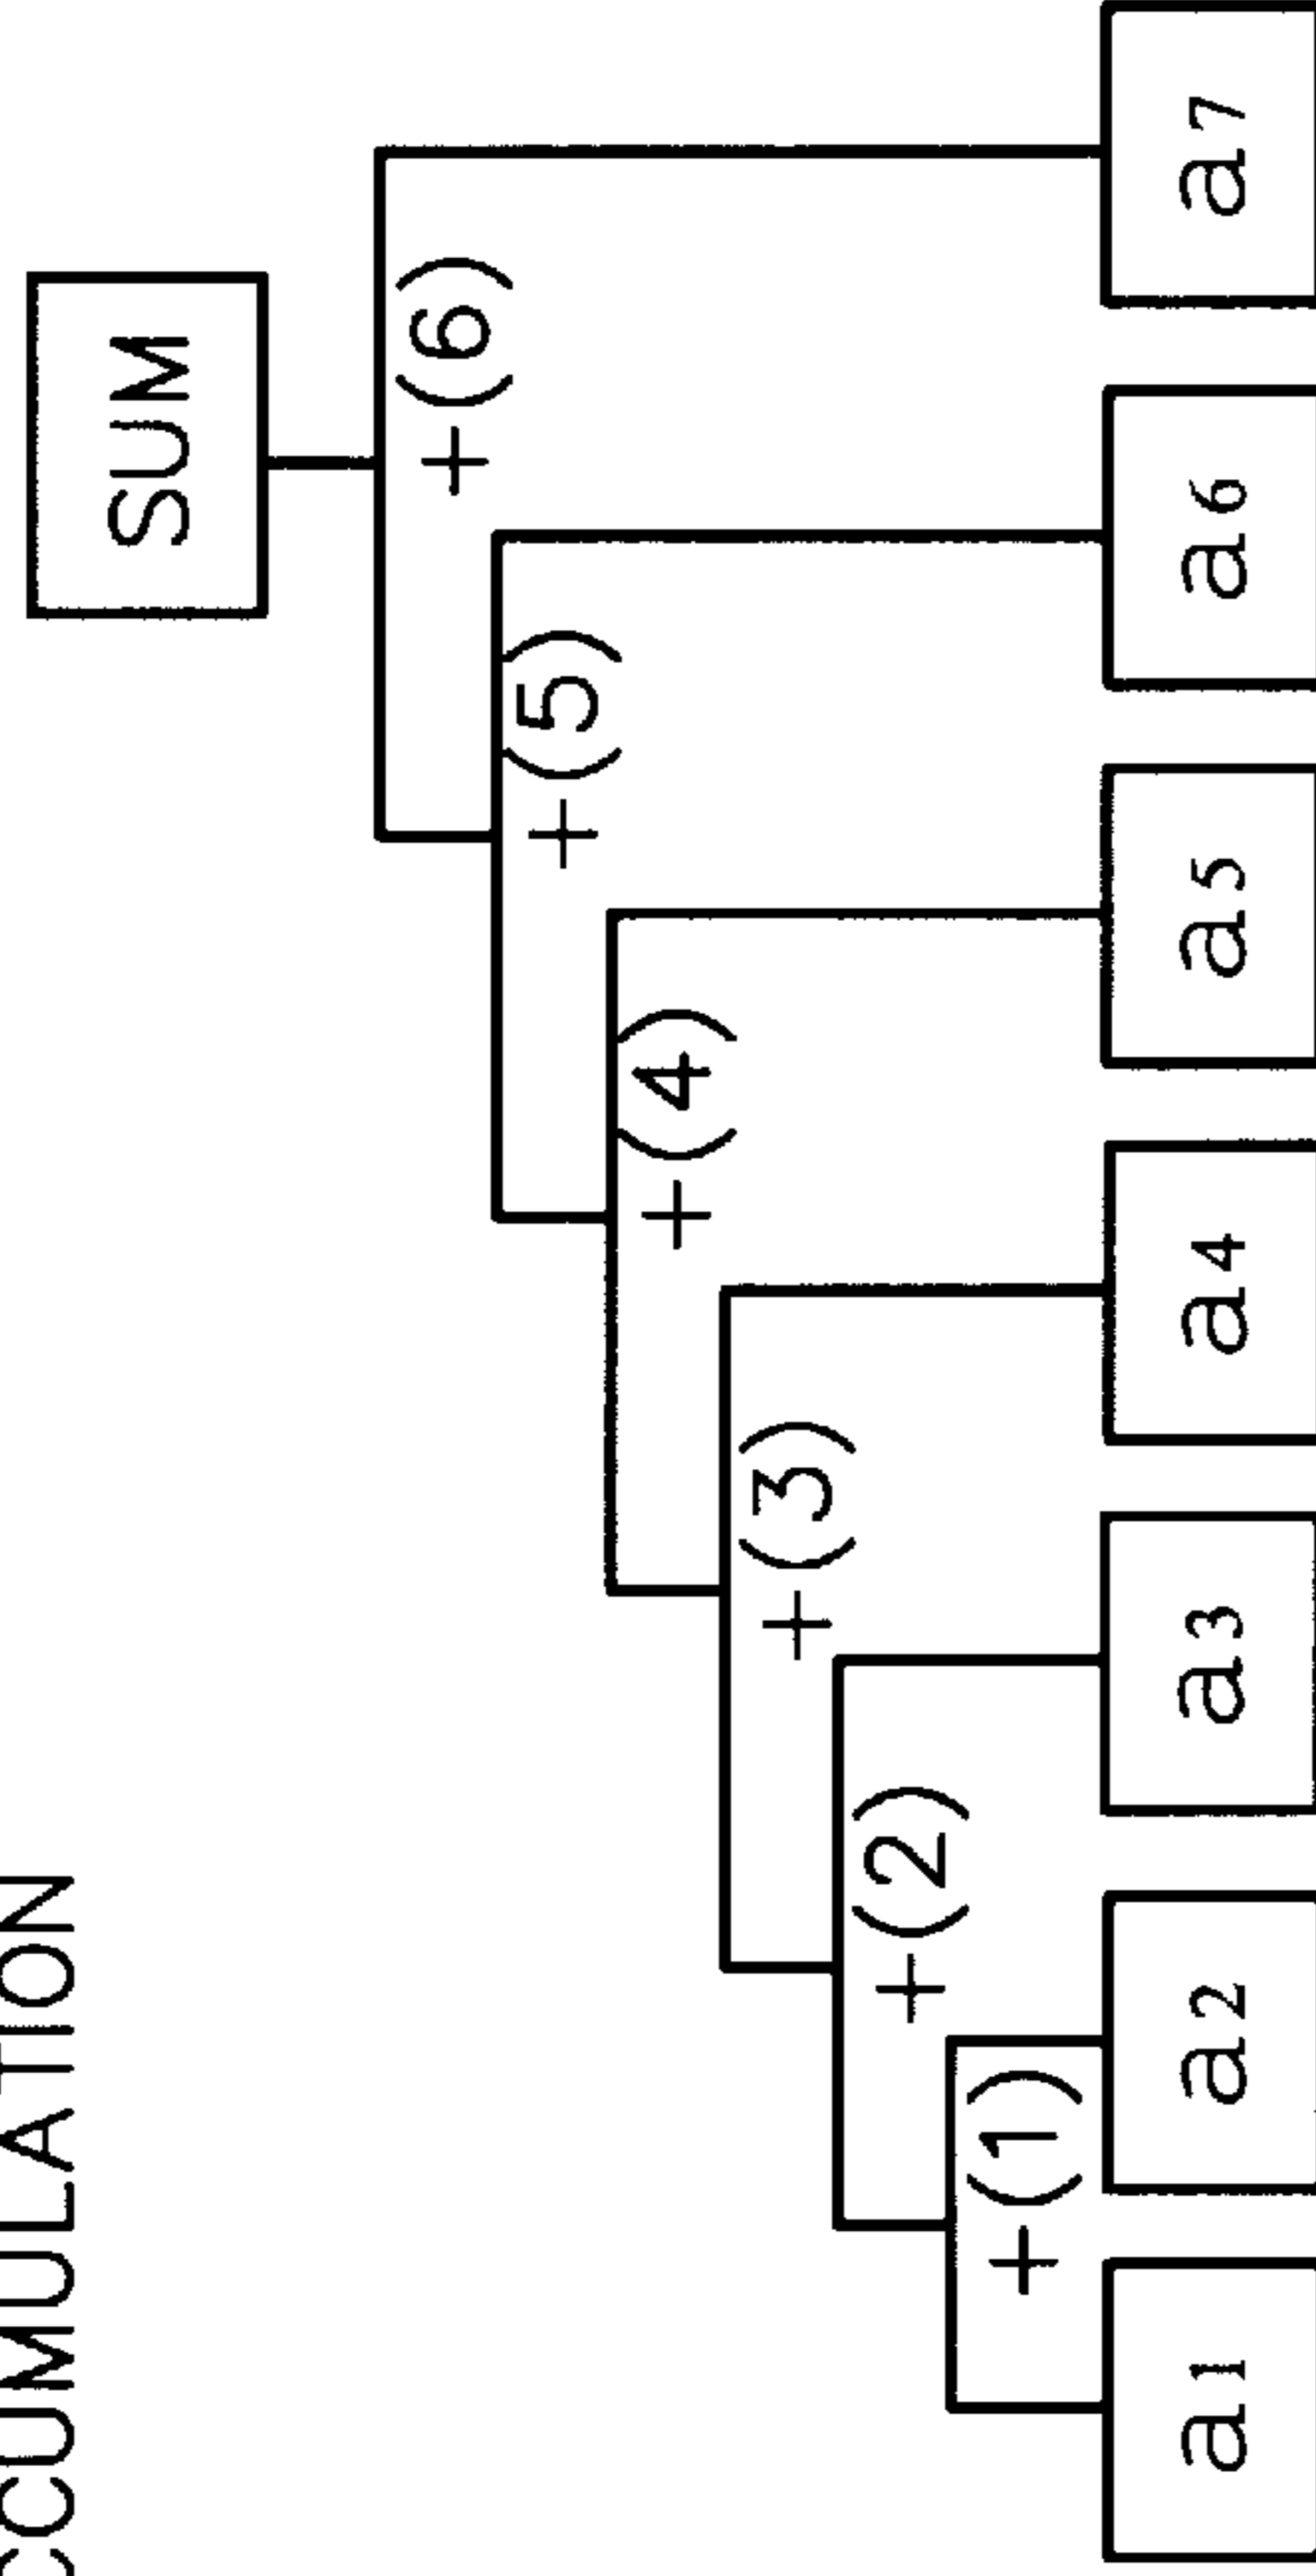 CCUMULATION
SUM
+(6)
+(5)
+(4)
+(3)
+(2)
+(1)
a1 a2 a3 a4 a5 a6 a7